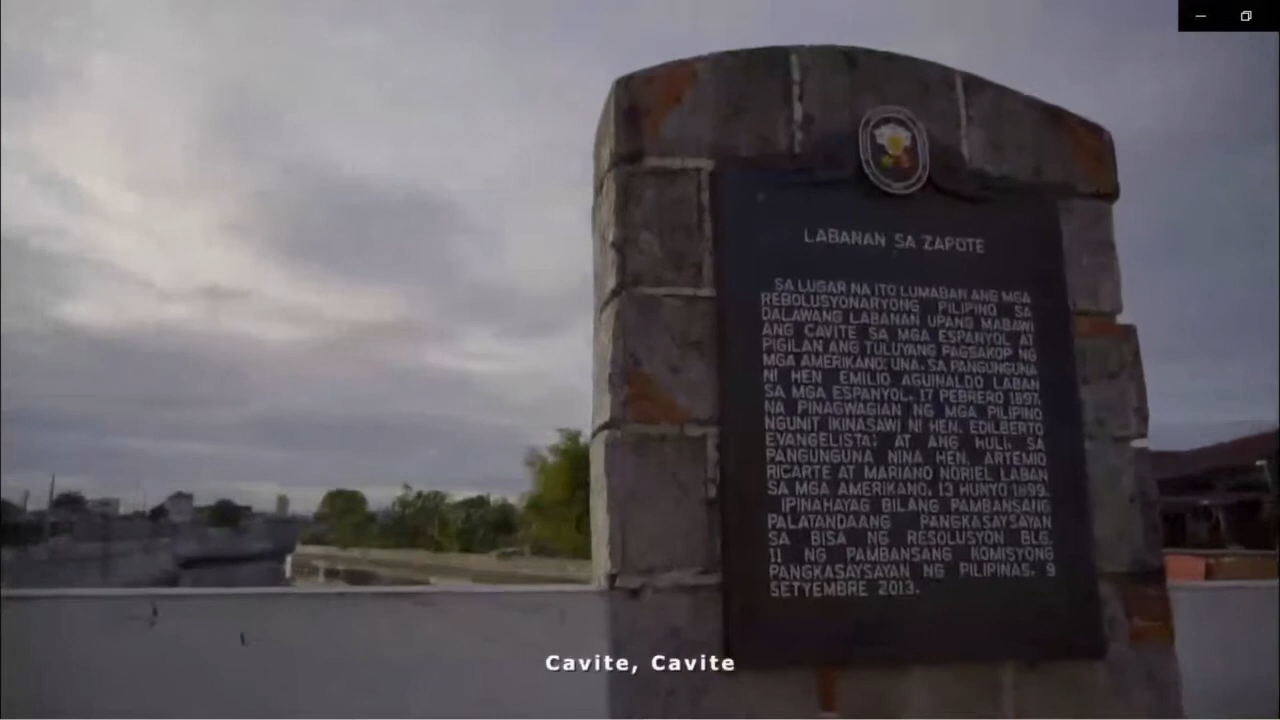 LABANAN SA ZAPOTE
SA LUGAR NA ITO LUMABAN ANG MGA
REBOLUSYONARYONG PILIPINO SA
DALAWANG LABANAN UPANG MABAWI
ANG CAVITE SA MGA ESPANYOL AT
PIGILAN ANG TULUYANG PAGSAKOP NG
MGA AMERIKANO: UNA, SA PANGUNGUNA
NI HEN EMILIO AGUINALDO LABAN
SA MGA ESPANYOL, 17 PEBRERO 1897,
NA PINAGWAGIAN NG MGA PILIPINO
NGUNIT IKINASAWI NI HEN. EDILBERTO
EVANGELISTA; AT ANG HULI, SA
PANGUNGUNA NINA HEN. ARTEMIO
RICARTE AT MARIANO NORIEL LABAN
SA MGA AMERIKANO, 13 HUNYO 1899.
IPINAHAYAG BILANG PAMBANSANG
PALATANDAANG PANGKASAYSAYAN
SA BISA NG RESOLUSYON BLG.
11 NG PAMBANSANG KOMISYONG
PANGKASAYSAYAN NG PILIPINAS, 9
SETYEMBRE 2013.
Cavite, Cavite